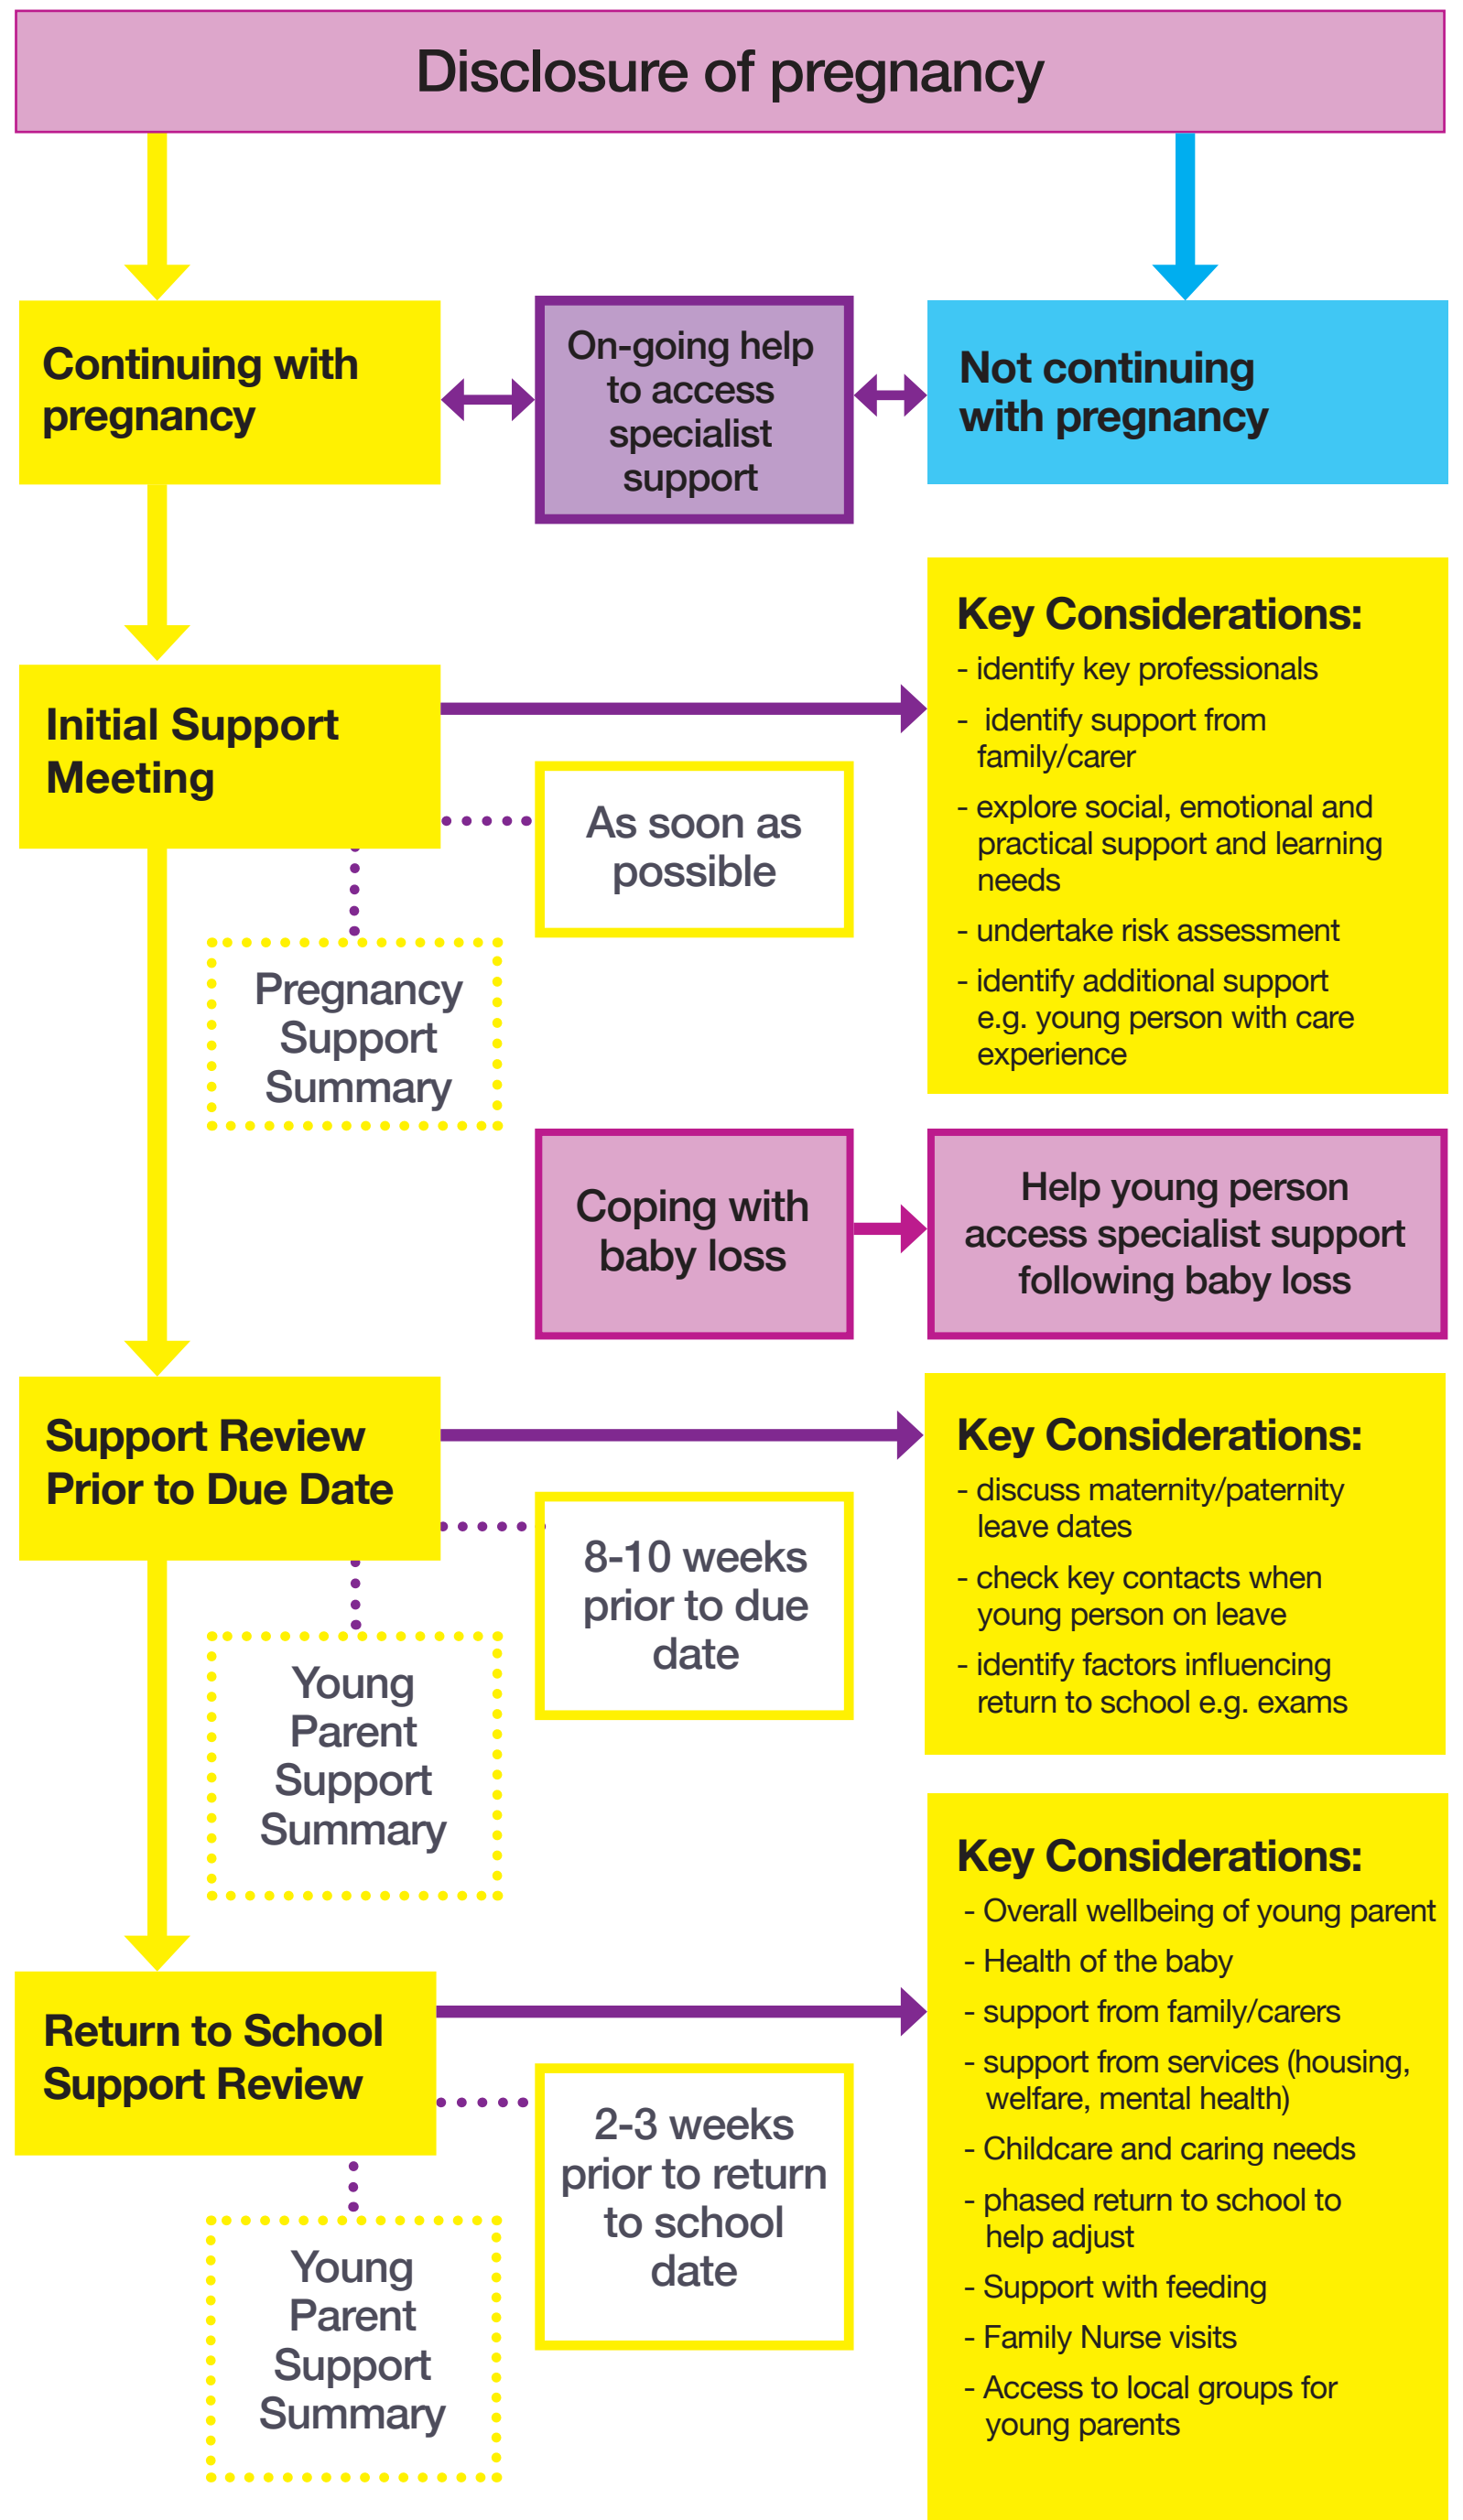 Disclosure of pregnancy
Continuing with
pregnancy
On-going help
to access
specialist
support
Not continuing
with pregnancy
Initial Support
Meeting
As soon as
possible
Pregnancy
Support
Summary
Key Considerations:
- identify key professionals
- identify support from
family/carer
- explore social, emotional and
practical support and learning
needs
- undertake risk assessment
- identify additional support
e.g. young person with care
experience
Coping with
baby loss
Help young person
access specialist support
following baby loss
Support Review
Prior to Due Date
8-10 weeks
prior to due
date
Young
Parent
Support
Summary
Key Considerations:
- discuss maternity/paternity
leave dates
- check key contacts when
young person on leave
- identify factors influencing
return to school e.g. exams
Return to School
Support Review
2-3 weeks
prior to return
to school
date
Young
Parent
Support
Summary
Key Considerations:
- Overall wellbeing of young parent
- Health of the baby
- support from family/carers
- support from services (housing,
welfare, mental health)
- Childcare and caring needs
- phased return to school to
help adjust
- Support with feeding
- Family Nurse visits
- Access to local groups for
young parents